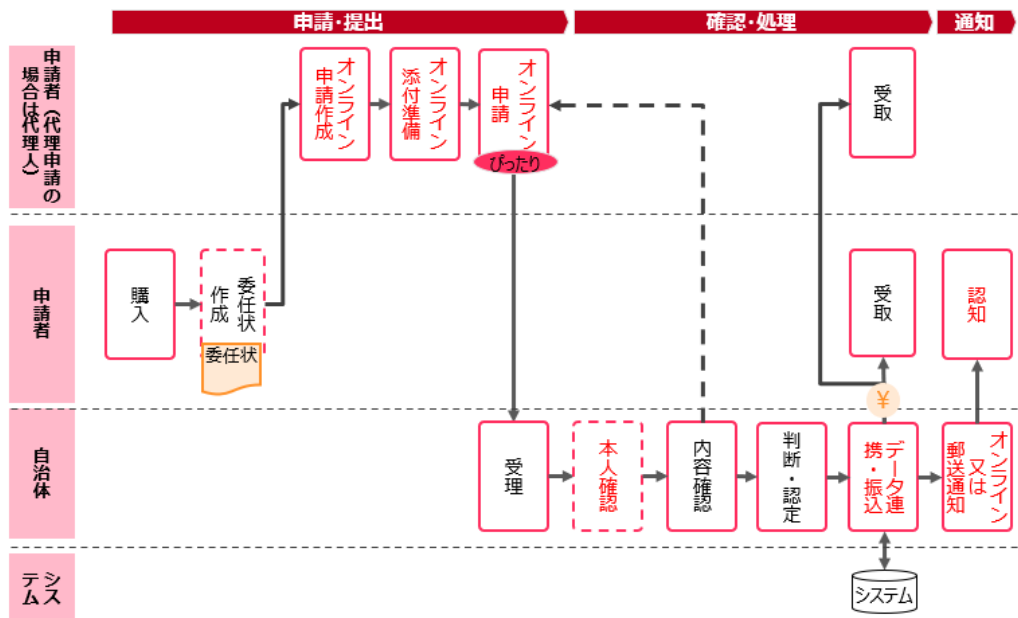 申請・提出
確認・処理
通知
申請者（代理申請の
場合は代理人）
オンライン
申請作成
オンライン
添付準備
オンライン
申請
ぴったり
受取
申請者
購入
委任状
作成
委任状
受取
認知
¥
自治体
受理
本人確認
内容確認
判断・認定
データ連
携・振込
オンライン
又は
郵送通知
シス
テム
システム